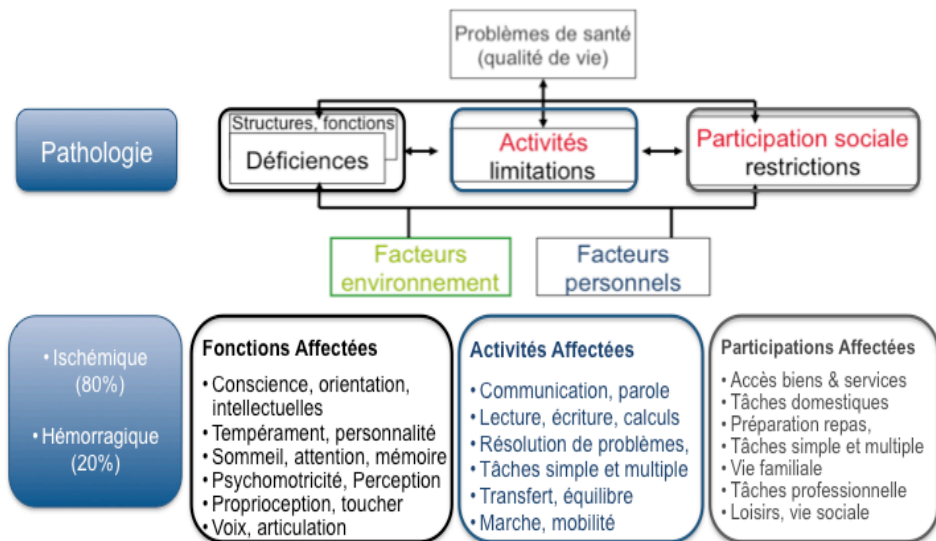 Problèmes de santé
(qualité de vie)
Pathologie
Structures, fonctions
Déficiences
Activités
limitations
Participation sociale
restrictions
Facteurs
environnement
Facteurs
personnels
• Ischémique
(80%)
• Hémorragique
(20%)
Fonctions Affectées
• Conscience, orientation,
intellectuelles
• Tempérament, personnalité
• Sommeil, attention, mémoire
• Psychomotricité, Perception
• Proprioception, toucher
• Voix, articulation
Activités Affectées
• Communication, parole
• Lecture, écriture, calculs
• Résolution de problèmes,
• Tâches simple et multiple
• Transfert, équilibre
• Marche, mobilité
Participations Affectées
• Accès biens & services
• Tâches domestiques
• Préparation repas,
• Tâches simple et multiple
• Vie familiale
• Tâches professionnelle
• Loisirs, vie sociale